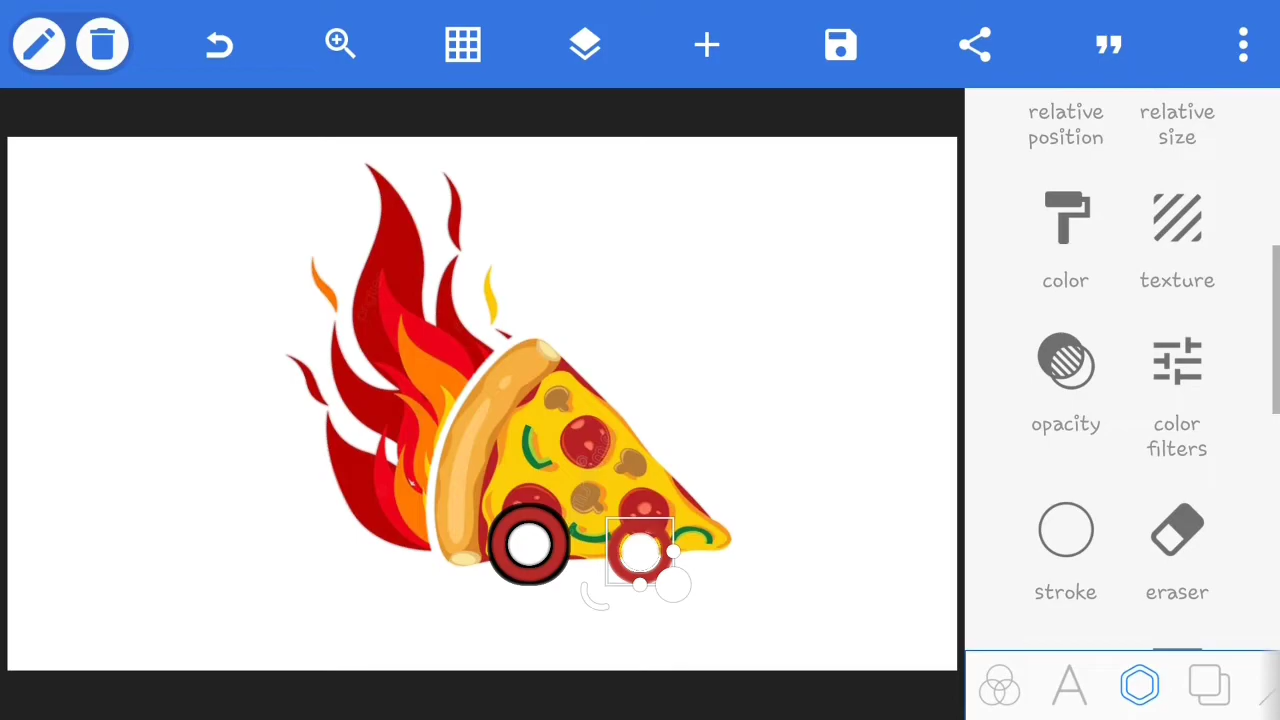 relative
position
relative
size
color
texture
opacity
color
filters
stroke
eraser